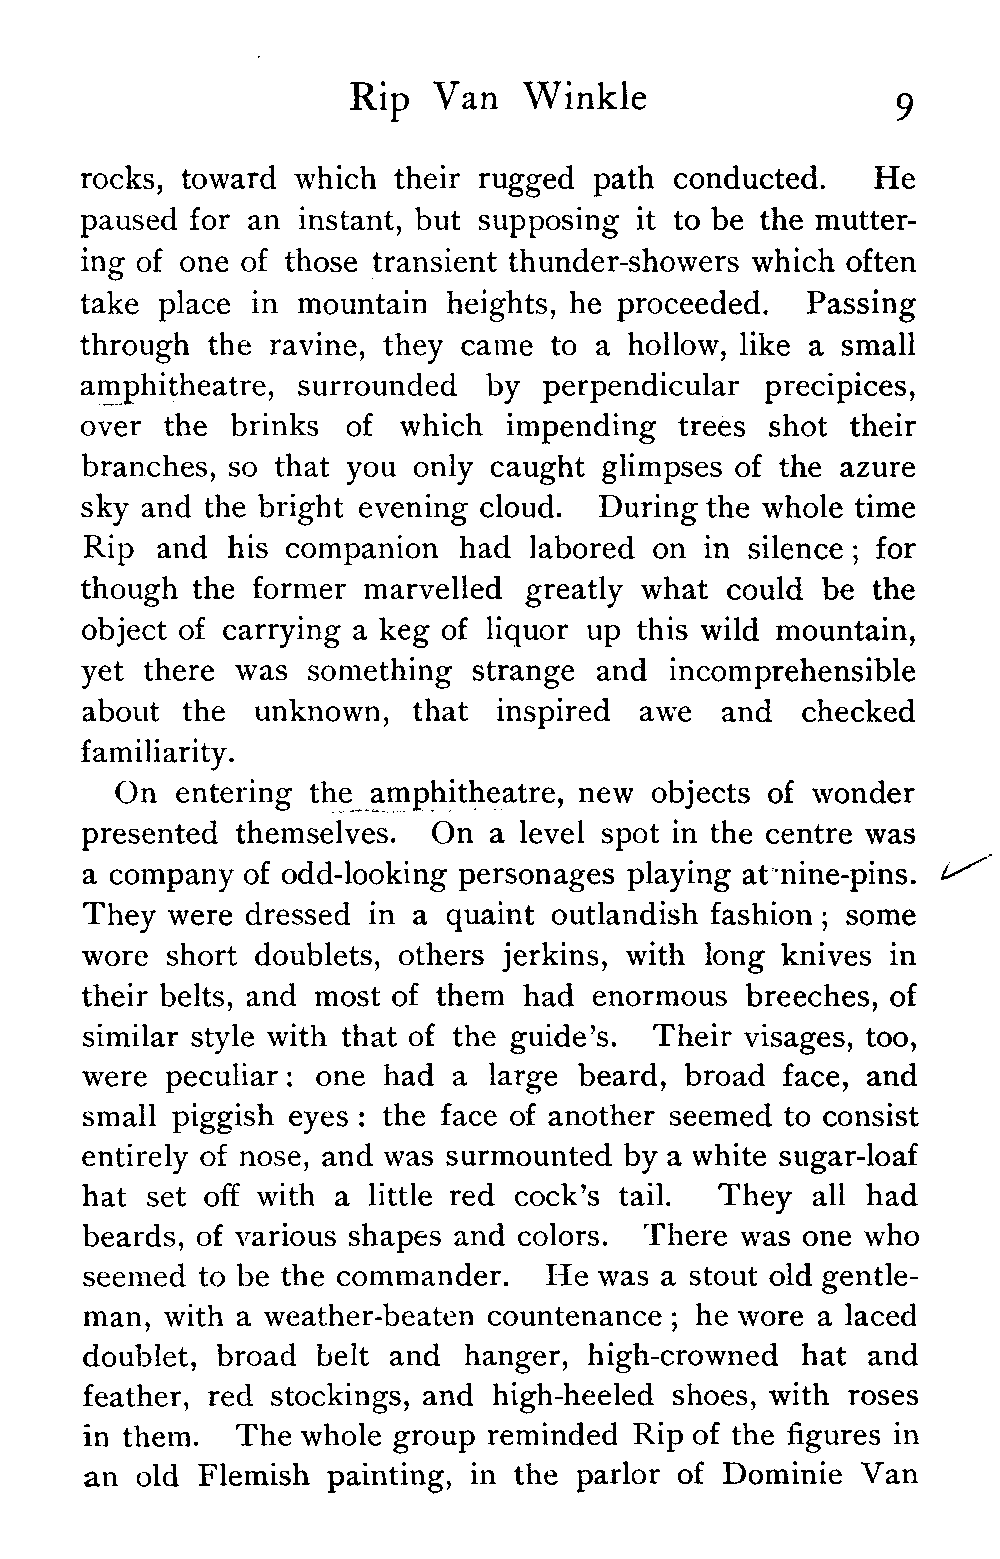 Rip Van Winkle 9
rocks, toward which their rugged path conducted. He
paused for an instant, but supposing it to be the mutter-
ing of one of those transient thunder-showers which often
take place in mountain heights, he proceeded. Passing
through the ravine, they came to a hollow, like a small
amphitheatre, surrounded by perpendicular precipices,
over the brinks of which impending trees shot their
branches, so that you only caught glimpses of the azure
sky and the bright evening cloud. During the whole time
Rip and his companion had labored on in silence ; for
though the former marvelled greatly what could be the
object of carrying a keg of liquor up this wild mountain,
yet there was something strange and incomprehensible
about the unknown, that inspired awe and checked
familiarity.
On entering the amphitheatre, new objects of wonder
presented themselves. On a level spot in the centre was
a company of odd-looking personages playing at nine-pins.
They were dressed in a quaint outlandish fashion ; some
wore short doublets, others jerkins, with long knives in
their belts, and most of them had enormous breeches, of
similar style with that of the guide's. Their visages, too,
were peculiar : one had a large beard, broad face, and
small piggish eyes : the face of another seemed to consist
entirely of nose, and was surmounted by a white sugar-loaf
hat set off with a little red cock's tail. They all had
beards, of various shapes and colors. There was one who
seemed to be the commander. He was a stout old gentle-
man, with a weather-beaten countenance ; he wore a laced
doublet, broad belt and hanger, high-crowned hat and
feather, red stockings, and high-heeled shoes, with roses
in them. The whole group reminded Rip of the figures in
an old Flemish painting, in the parlor of Dominie Van